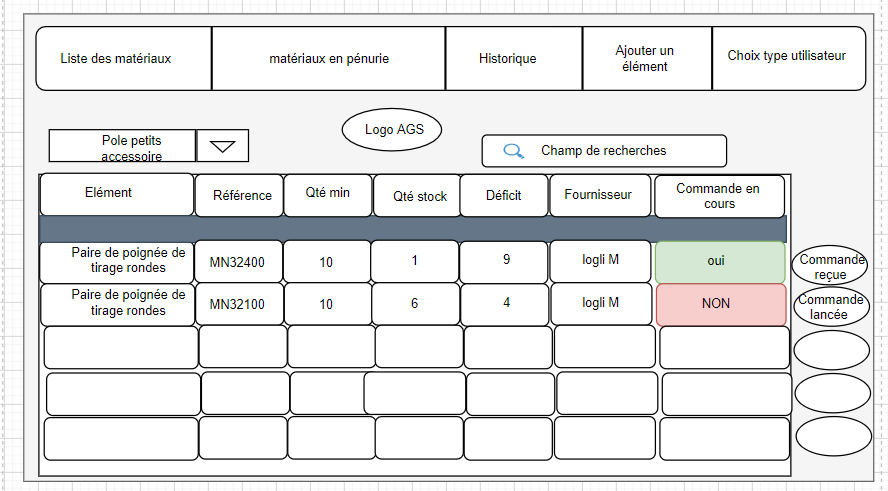 Liste des matériaux
matériaux en pénurie
Historique
Ajouter un
élément
Choix type utilisateur
Logo AGS
Pole petits
accessoire
Champ de recherches
Elément
Référence
Qté min
Qté stock
Déficit
Fournisseur
Commande en
cours
Paire de poignée de
tirage rondes
MN32400
10
1
9
logli M
oui
Commande
reçue
Paire de poignée de
tirage rondes
MN32100
10
6
4
logli M
NON
Commande
lancée